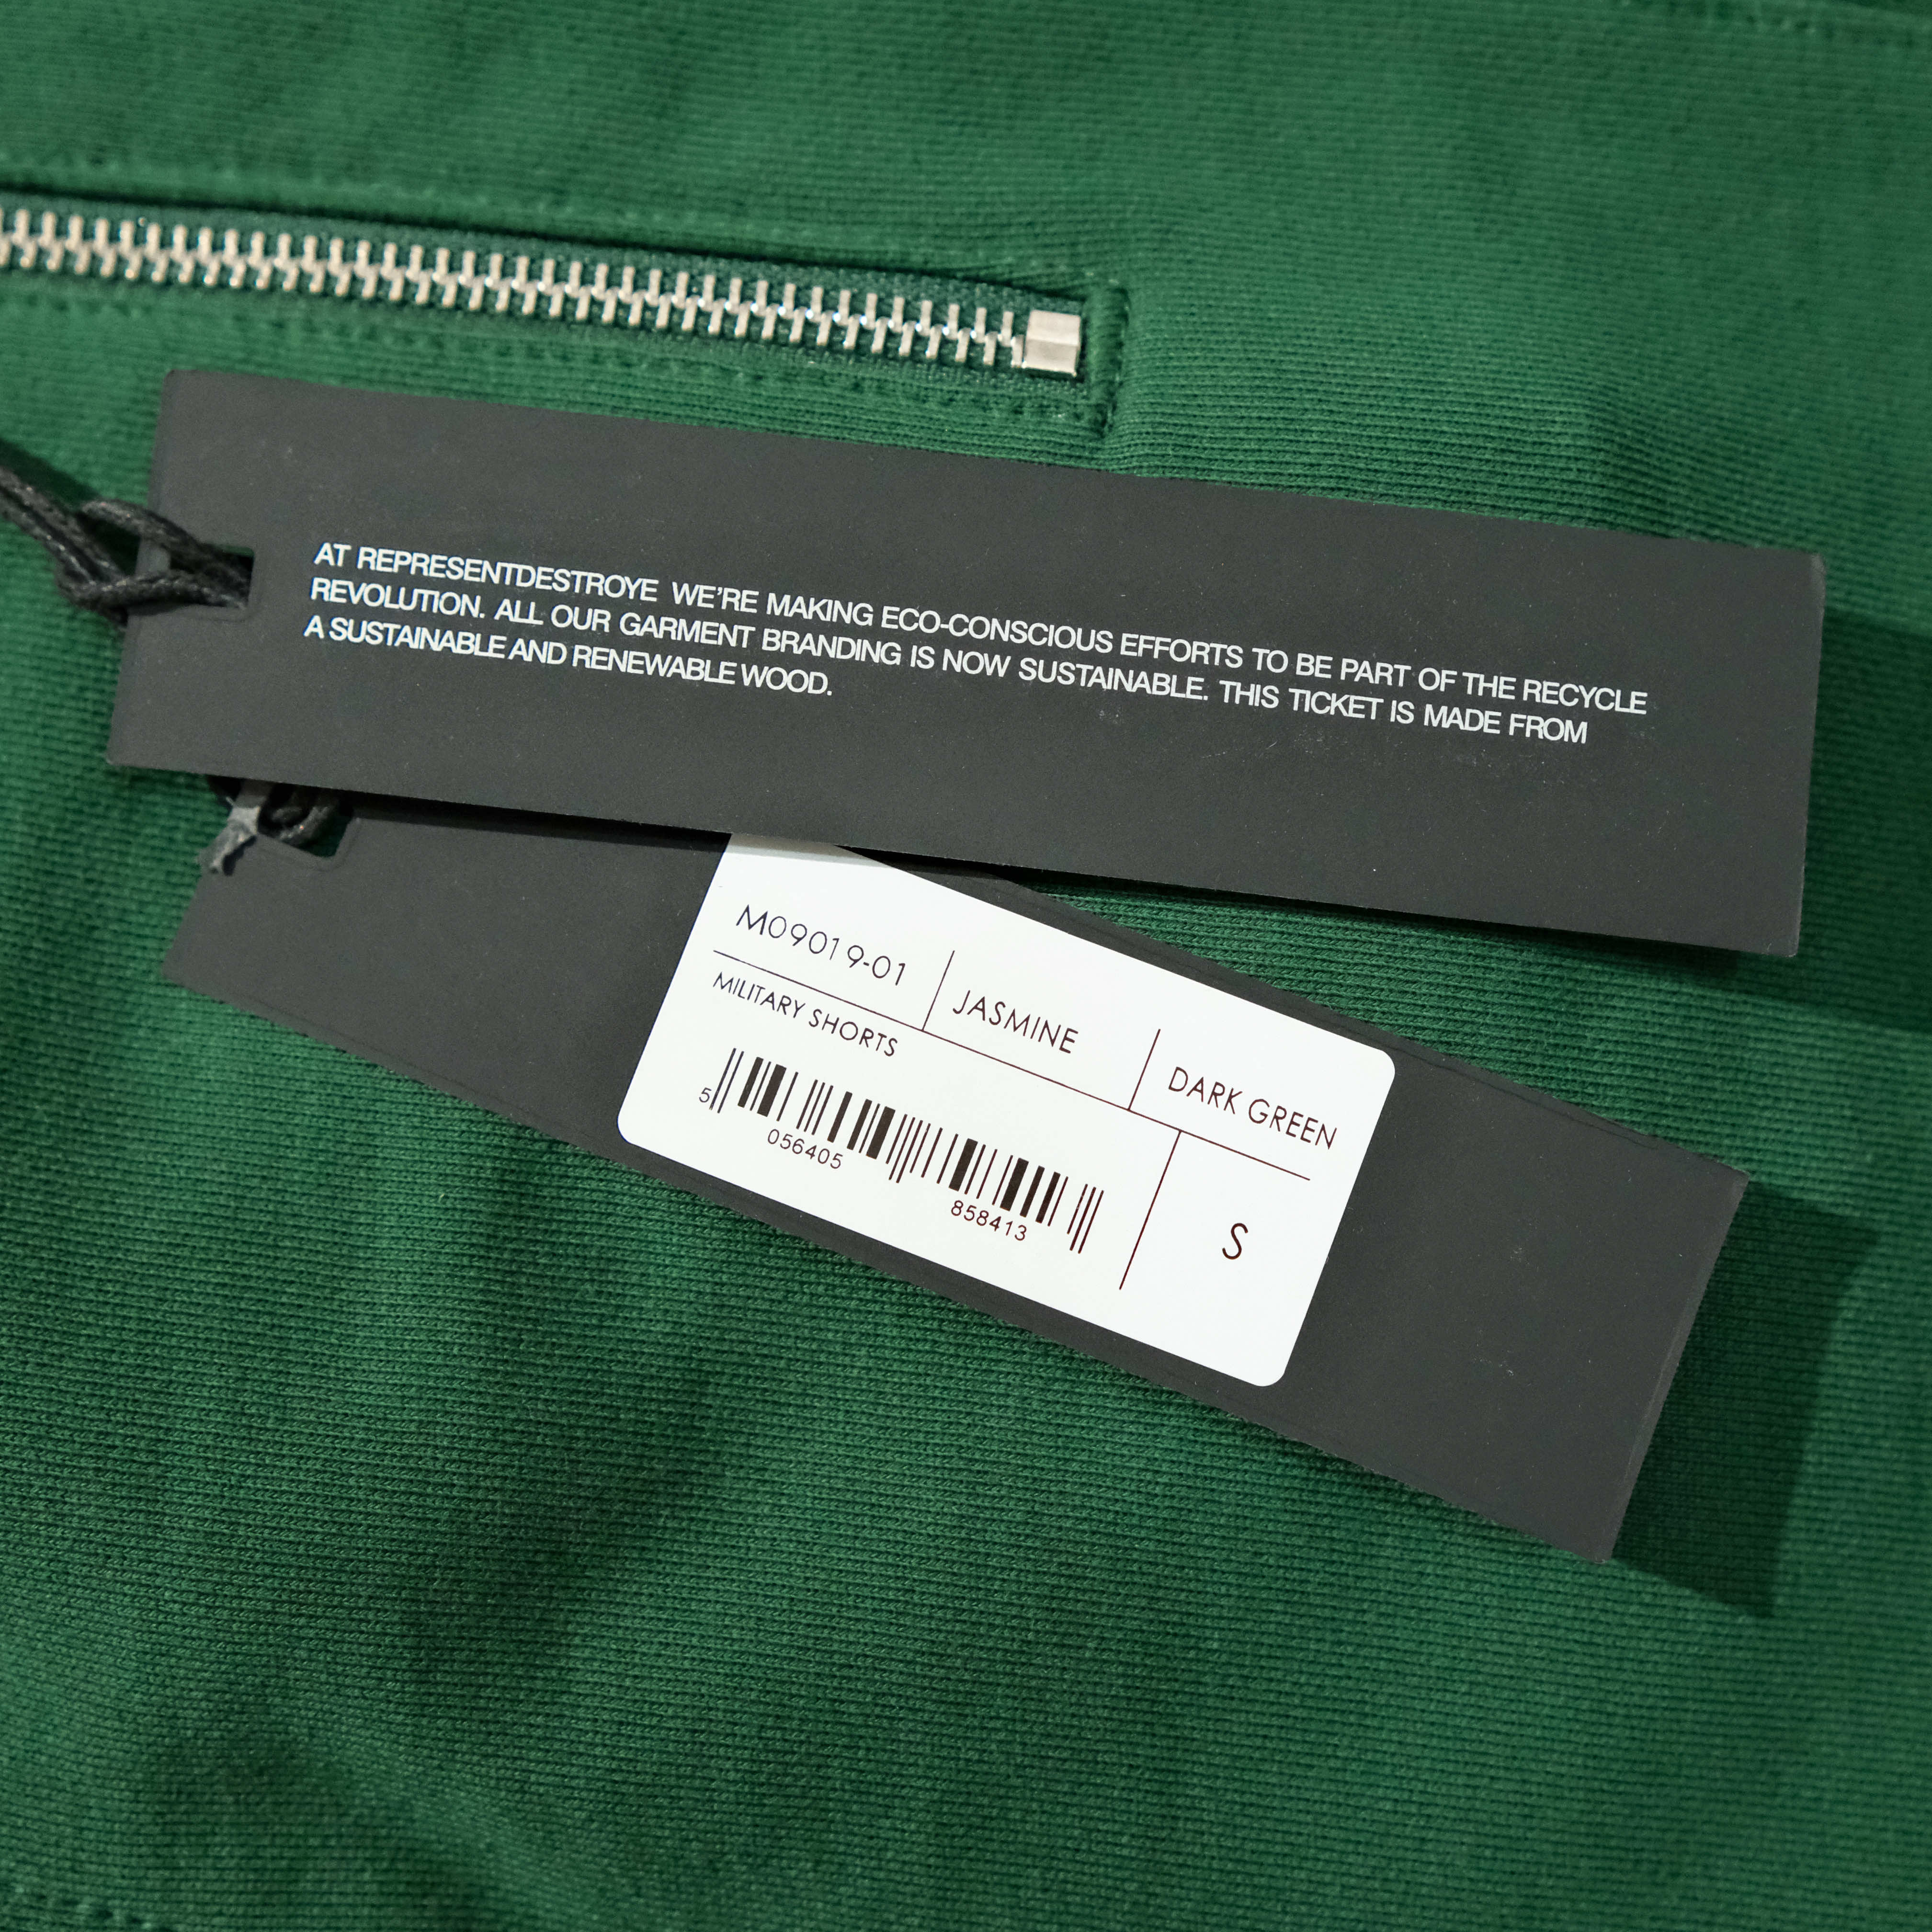 AT REPRESENTDESTROYE WE'RE MAKING ECO-CONSCIOUS EFFORTS TO BE PART OF THE RECYCLE
REVOLUTION. ALL OUR GARMENT BRANDING IS NOW SUSTAINABLE. THIS TICKET IS MADE FROM
A SUSTAINABLE AND RENEWABLE WOOD.
M09019-01
JASMINE
DARK GREEN
MILITARY SHORTS
5 056405 858413
S